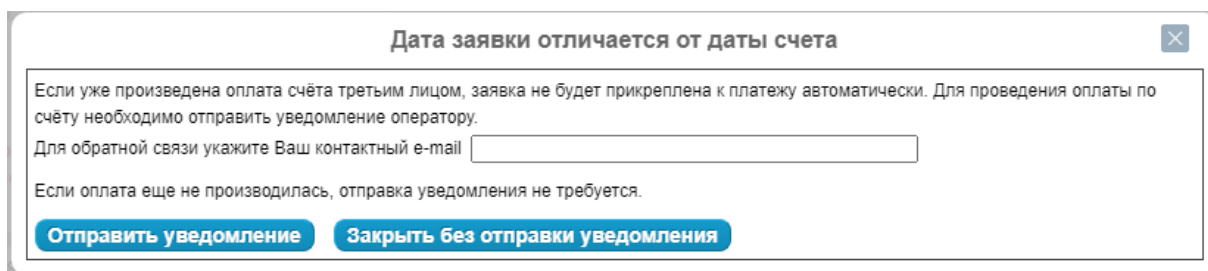 Дата заявки отличается от даты счета
Если уже произведена оплата счёта третьим лицом, заявка не будет прикреплена к платежу автоматически. Для проведения оплаты по
счёту необходимо отправить уведомление оператору.
Для обратной связи укажите Ваш контактный e-mail
Если оплата еще не производилась, отправка уведомления не требуется.
Отправить уведомление Закрыть без отправки уведомления